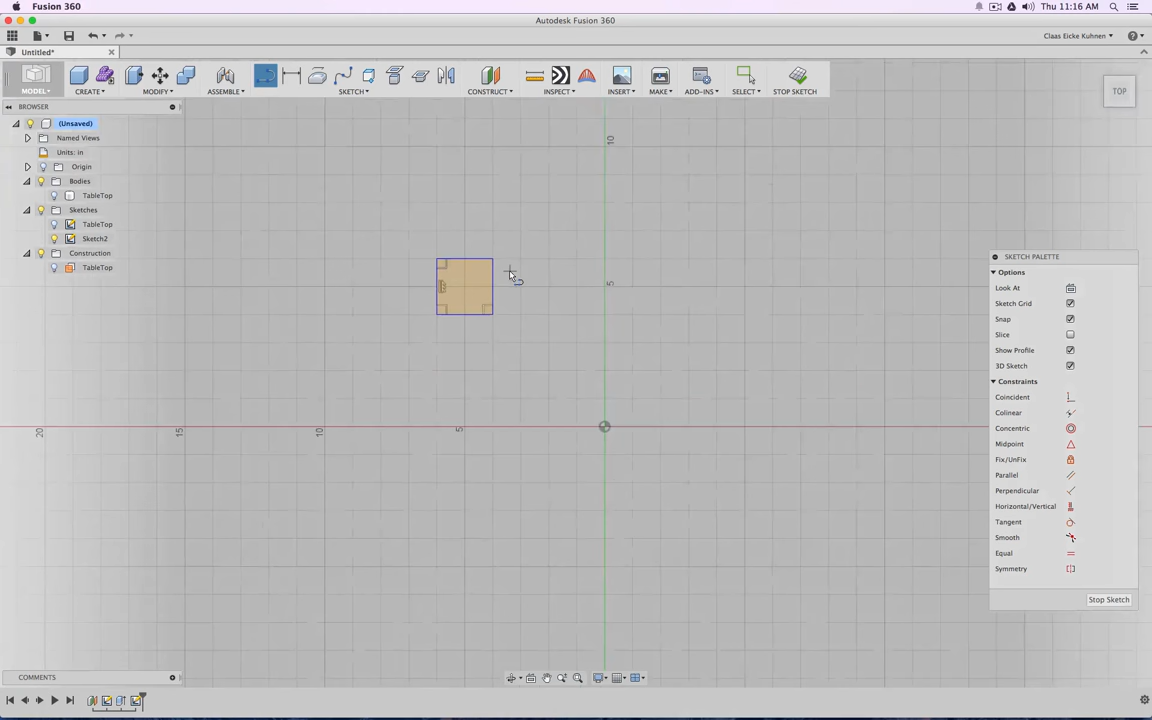 Fusion 360
Thu 11:16 AM
Autodesk Fusion 360
Claas Eicke Kuhnen
Untitled*
MODEL
CREATE
MODIFY
ASSEMBLE
SKETCH
CONSTRUCT
INSPECT
INSERT
MAKE
ADD-INS
SELECT
STOP SKETCH
TOP
BROWSER
(Unsaved)
Named Views
Units: in
Origin
Bodies
TableTop
Sketches
TableTop
Sketch2
Construction
TableTop
10
5
20
15
10
5
SKETCH PALETTE
Options
Look At
Sketch Grid
Snap
Slice
Show Profile
3D Sketch
Constraints
Coincident
Colinear
Concentric
Midpoint
Fix/UnFix
Parallel
Perpendicular
Horizontal/Vertical
Tangent
Smooth
Equal
Symmetry
Stop Sketch
COMMENTS